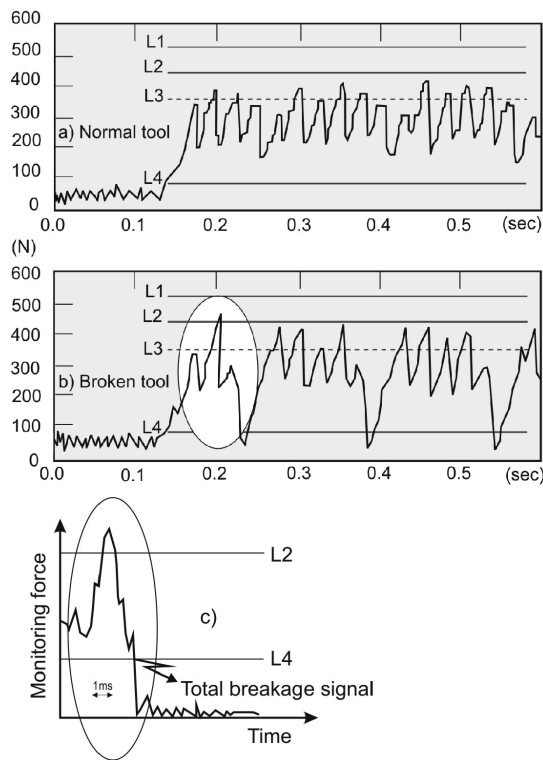 600
500
400
300
200
100
0
L1
L2
L3
a) Normal tool
L4
0.0 0.1 0.2 0.3 0.4 0.5 (sec)
(N)
600
500
400
300
200
100
0
L1
L2
L3
b) Broken tool
L4
0.0 0.1 0.2 0.3 0.4 0.5 (sec)
Monitoring force
L2
c)
L4
1ms
Total breakage signal
Time